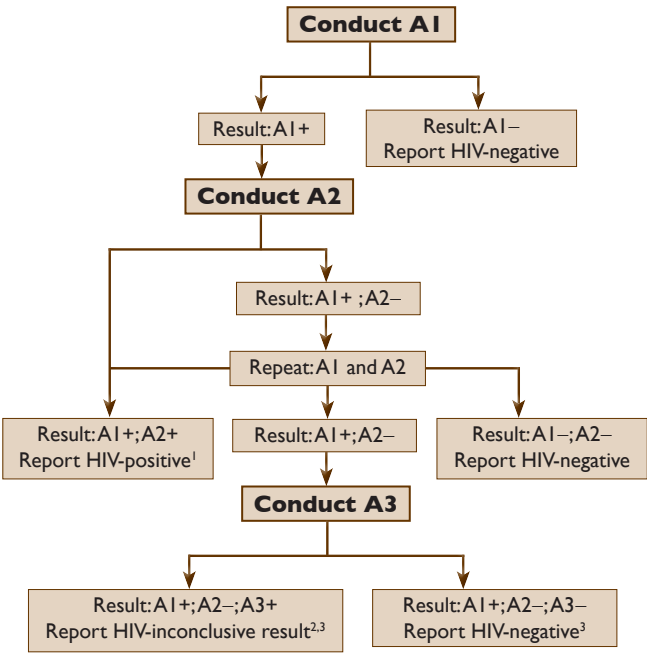 Conduct A1
Result: A1+
Result: A1–
Report HIV-negative
Conduct A2
Result: A1+ ; A2–
Repeat: A1 and A2
Result: A1+; A2+
Report HIV-positive¹
Result: A1+; A2–
Result: A1–; A2–
Report HIV-negative
Conduct A3
Result: A1+; A2–; A3+
Report HIV-inconclusive result²,³
Result: A1+; A2–; A3–
Report HIV-negative³